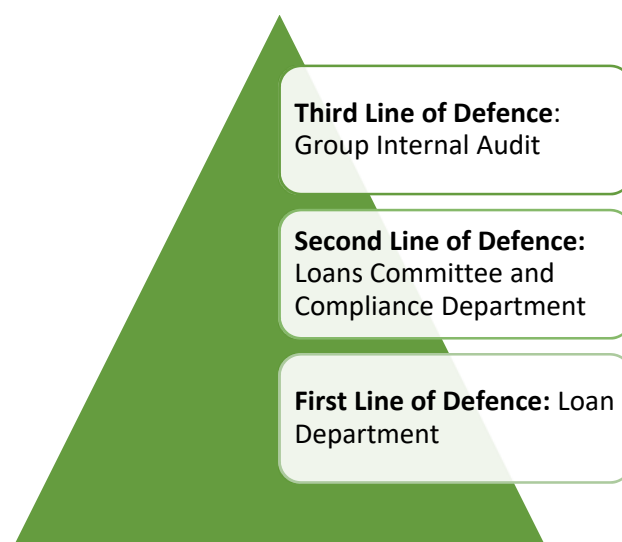 Third Line of Defence:
Group Internal Audit
Second Line of Defence:
Loans Committee and
Compliance Department
First Line of Defence: Loan
Department